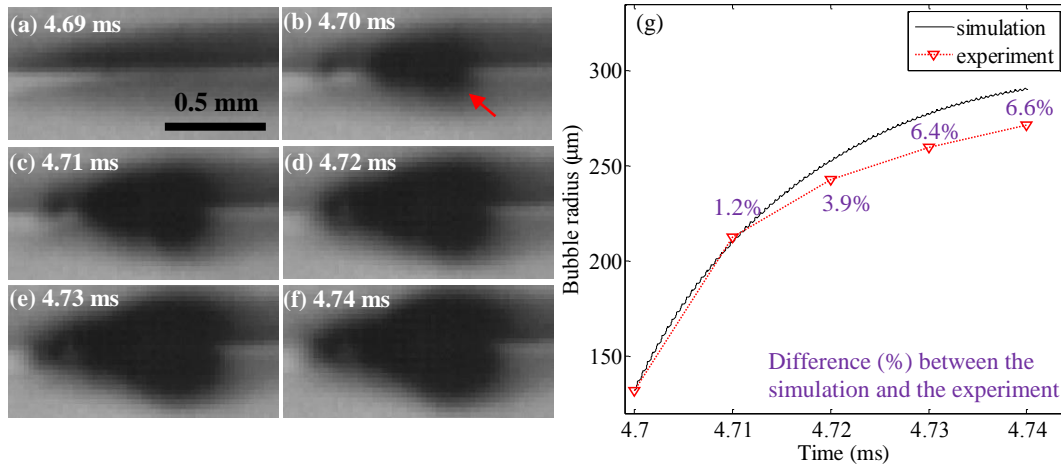 (a) 4.69 ms
0.5 mm
(b) 4.70 ms
(c) 4.71 ms
(d) 4.72 ms
(e) 4.73 ms
(f) 4.74 ms
(g)
simulation
experiment
300
250
200
150
Bubble radius (μm)
1.2%
3.9%
6.4%
6.6%
Difference (%) between the
simulation and the experiment
4.7
4.71
4.72
4.73
4.74
Time (ms)